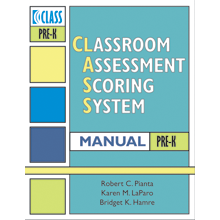 CLASS
PRE-K
CLASSROOM
ASSESSMENT
SCORING
SYSTEM
MANUAL PRE-K
Robert C. Pianta
Karen M. LaParo
Bridget K. Hamre